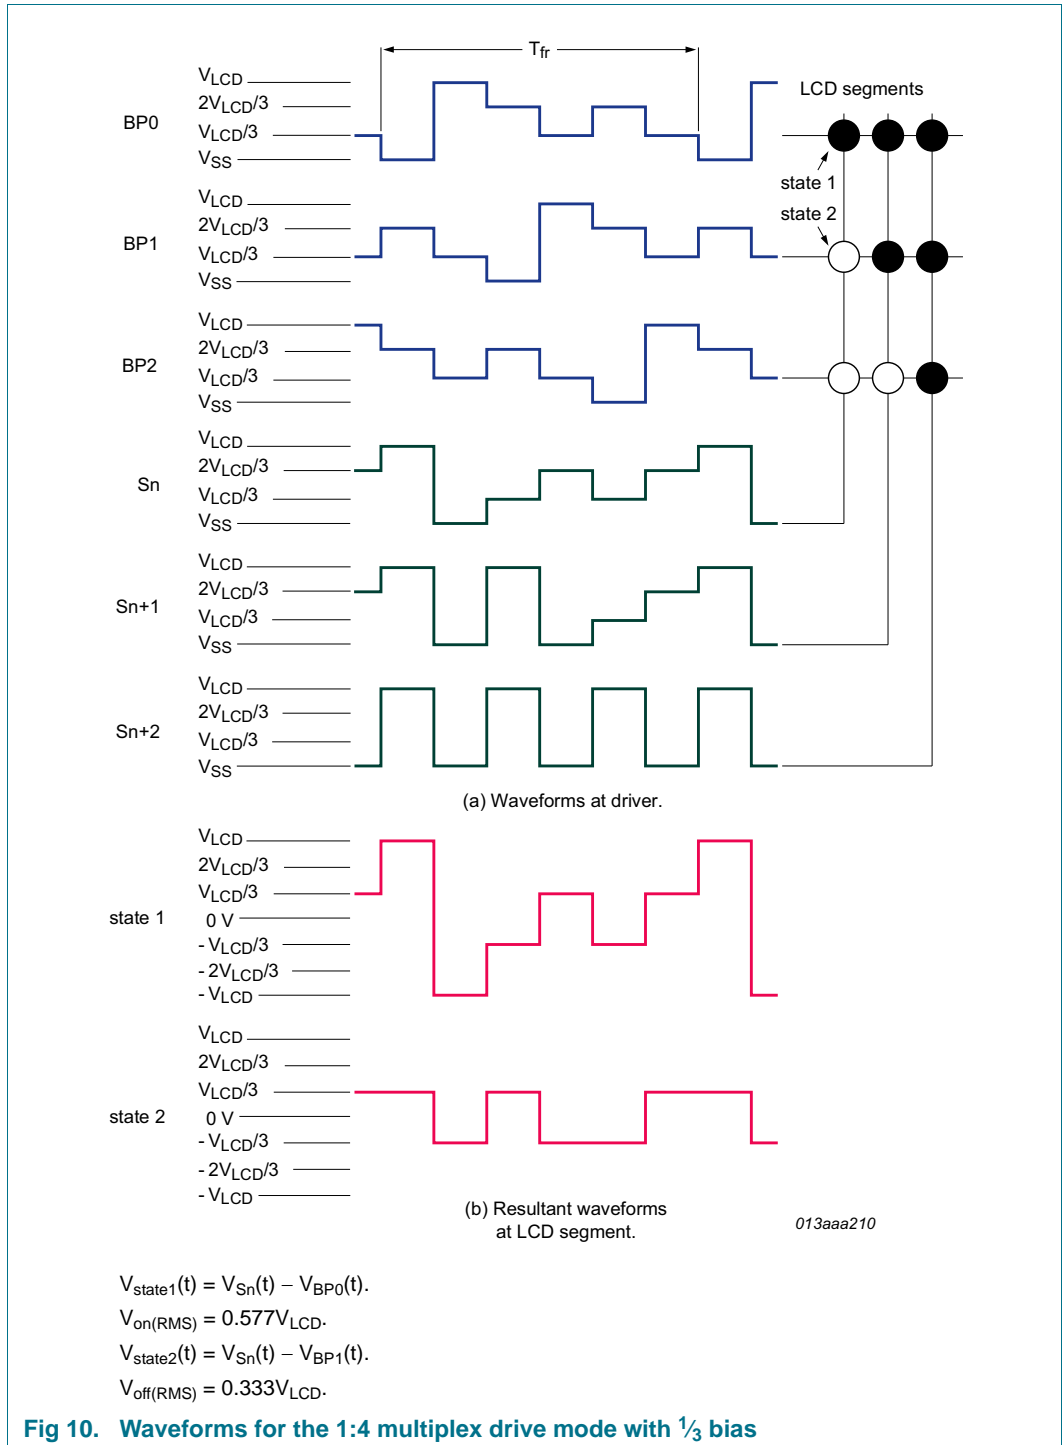 Tfr
BP0
VLCD
2VLCD/3
VLCD/3
VSS
LCD segments
state 1
state 2
BP1
VLCD
2VLCD/3
VLCD/3
VSS
BP2
VLCD
2VLCD/3
VLCD/3
VSS
Sn
VLCD
2VLCD/3
VLCD/3
VSS
Sn+1
VLCD
2VLCD/3
VLCD/3
VSS
Sn+2
VLCD
2VLCD/3
VLCD/3
VSS
(a) Waveforms at driver.
state 1
VLCD
2VLCD/3
VLCD/3
0 V
- VLCD/3
- 2VLCD/3
- VLCD
state 2
VLCD
2VLCD/3
VLCD/3
0 V
- VLCD/3
- 2VLCD/3
- VLCD
(b) Resultant waveforms
at LCD segment.
013aaa210
Vstate1(t) = VSn(t) − VBP0(t).
Von(RMS) = 0.577VLCD.
Vstate2(t) = VSn(t) − VBP1(t).
Voff(RMS) = 0.333VLCD.
Fig 10. Waveforms for the 1:4 multiplex drive mode with 1⁄3 bias